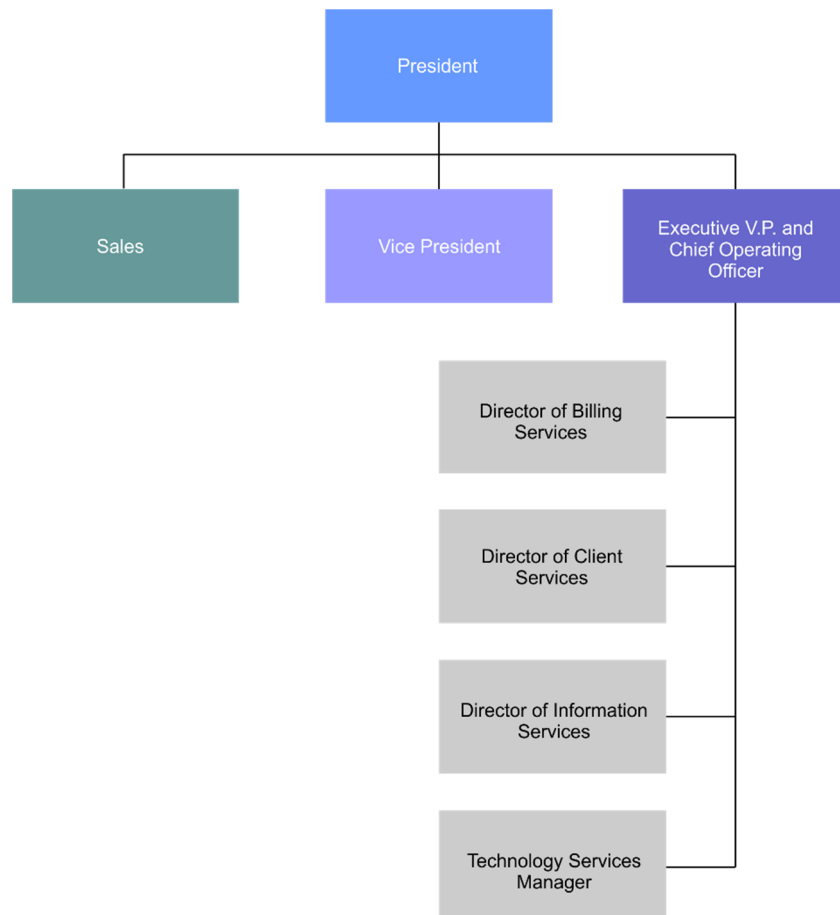 President
Sales
Vice President
Executive V.P. and
Chief Operating
Officer
Director of Billing
Services
Director of Client
Services
Director of Information
Services
Technology Services
Manager